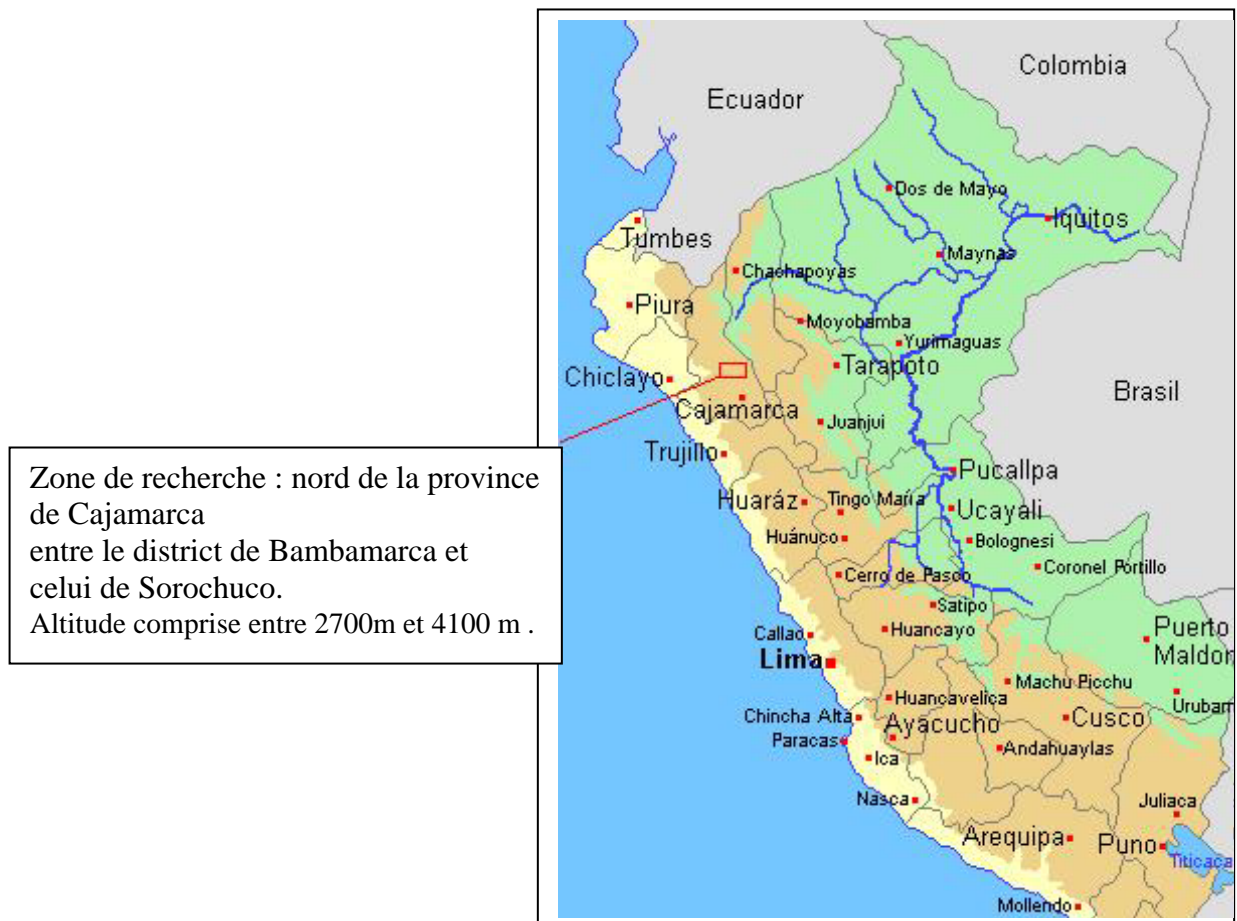 Colombia
Ecuador
Dos de Mayo
Iquitos
Tumbes
Maynas
Chachapoyas
Piura
Moyobamba
Yurimaguas
Tarapoto
Chiclayo
Brasil
Cajamarca
Juanjui
Trujillo
Zone de recherche : nord de la province
de Cajamarca
entre le district de Bambamarca et
celui de Sorochuco.
Altitude comprise entre 2700m et 4100 m .
Pucallpa
Huaráz
Tingo María
Ucayali
Huánuco
Bolognesi
Cerro de Pasco
Coronel Portillo
Satipo
Callao
Huancayo
Puerto
Maldon
Lima
Machu Picchu
Huancavelica
Urubam
Chincha Alta
Ayacucho
Cusco
Paracas
Andahuaylas
Ica
Nasca
Juliaca
Arequipa
Puno
Titicaca
Mollendo